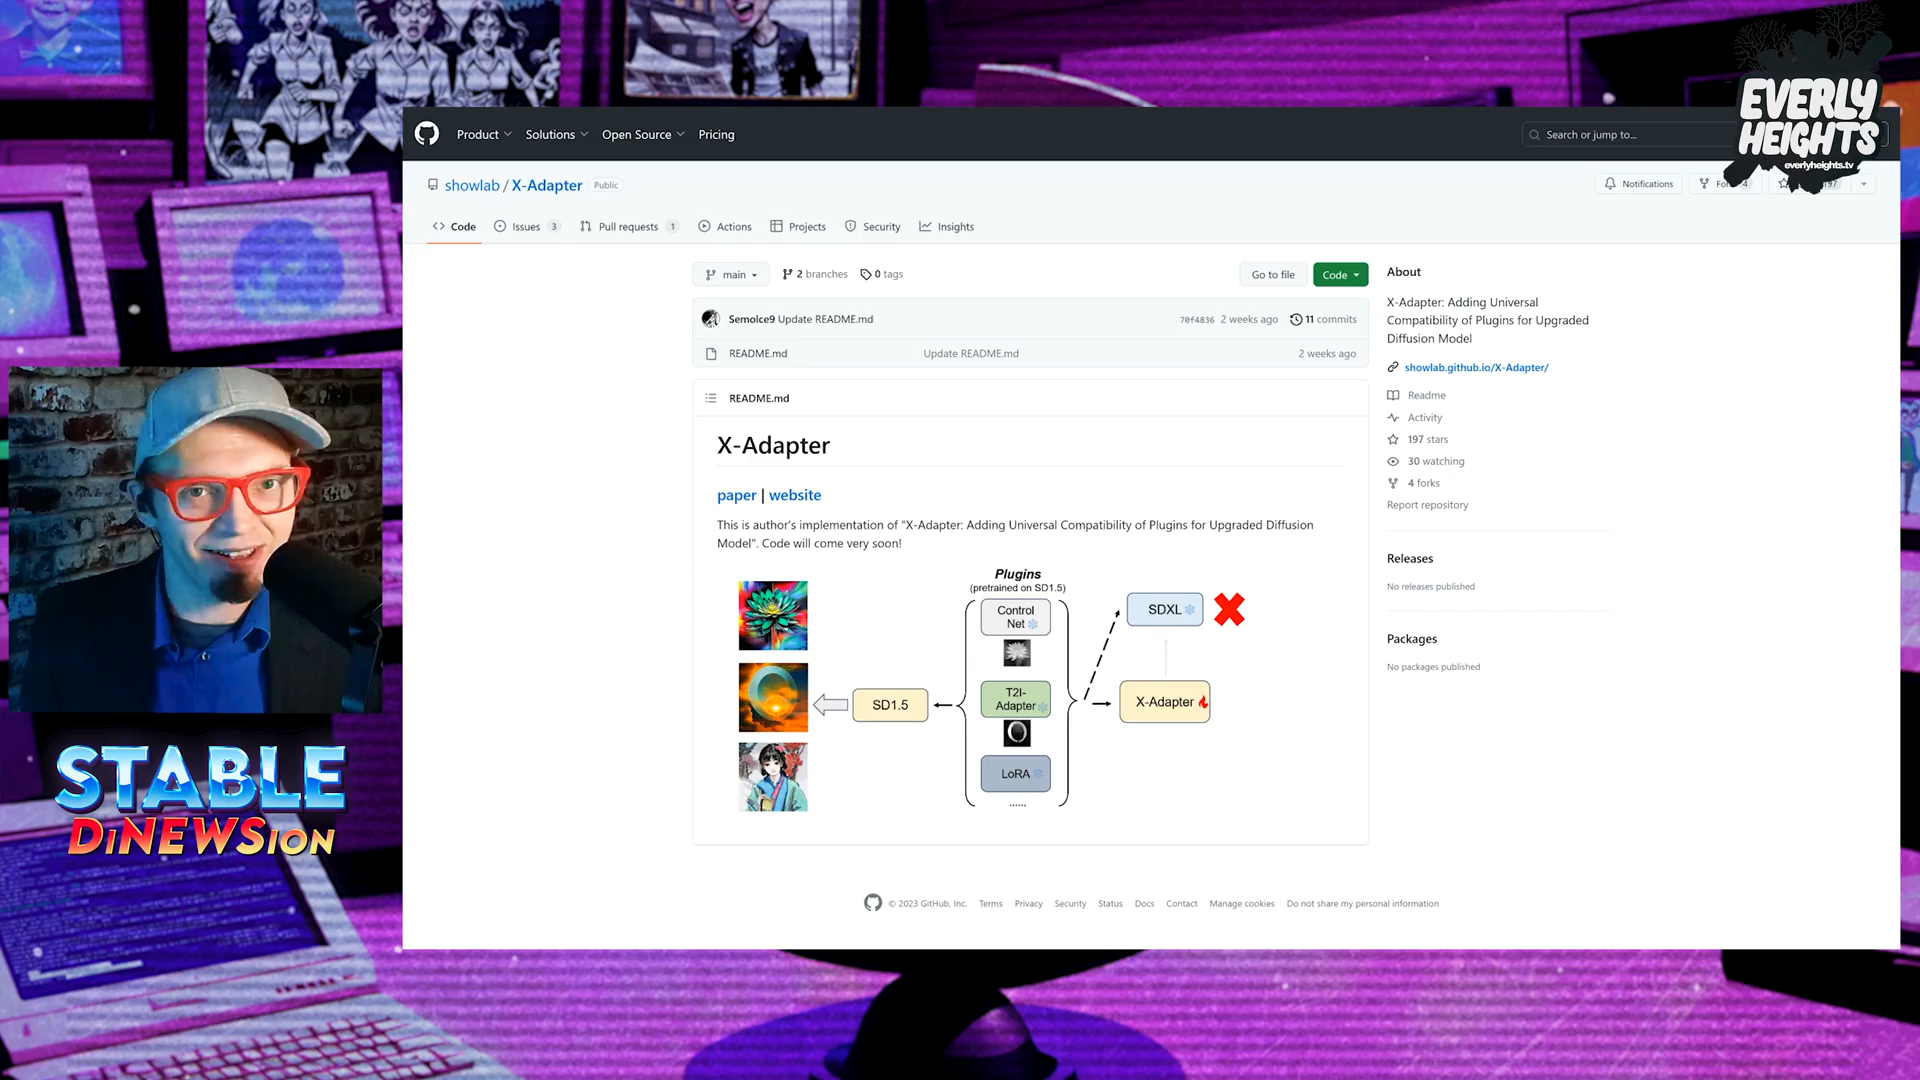 EVERLY
HEIGHTS
everlyheights.tv
Product Solutions Open Source Pricing
Search or jump to...
showlab / X-Adapter Public
Notifications
Code Issues 3 Pull requests 1 Actions Projects Security Insights
main 2 branches 0 tags
Go to file Code
Semolce9 Update README.md
70f4836 2 weeks ago 11 commits
README.md Update README.md 2 weeks ago
README.md
X-Adapter
paper | website
This is author's implementation of "X-Adapter: Adding Universal Compatibility of Plugins for Upgraded Diffusion
Model". Code will come very soon!
Plugins
(pretrained on SD1.5)
Control
Net
SDXL
T2I-
Adapter
SD1.5
X-Adapter
LoRA
......
About
X-Adapter: Adding Universal
Compatibility of Plugins for Upgraded
Diffusion Model
showlab.github.io/X-Adapter/
Readme
Activity
197 stars
30 watching
4 forks
Report repository
Releases
No releases published
Packages
No packages published
© 2023 GitHub, Inc. Terms Privacy Security Status Docs Contact Manage cookies Do not share my personal information
STABLE
DiNEWSion